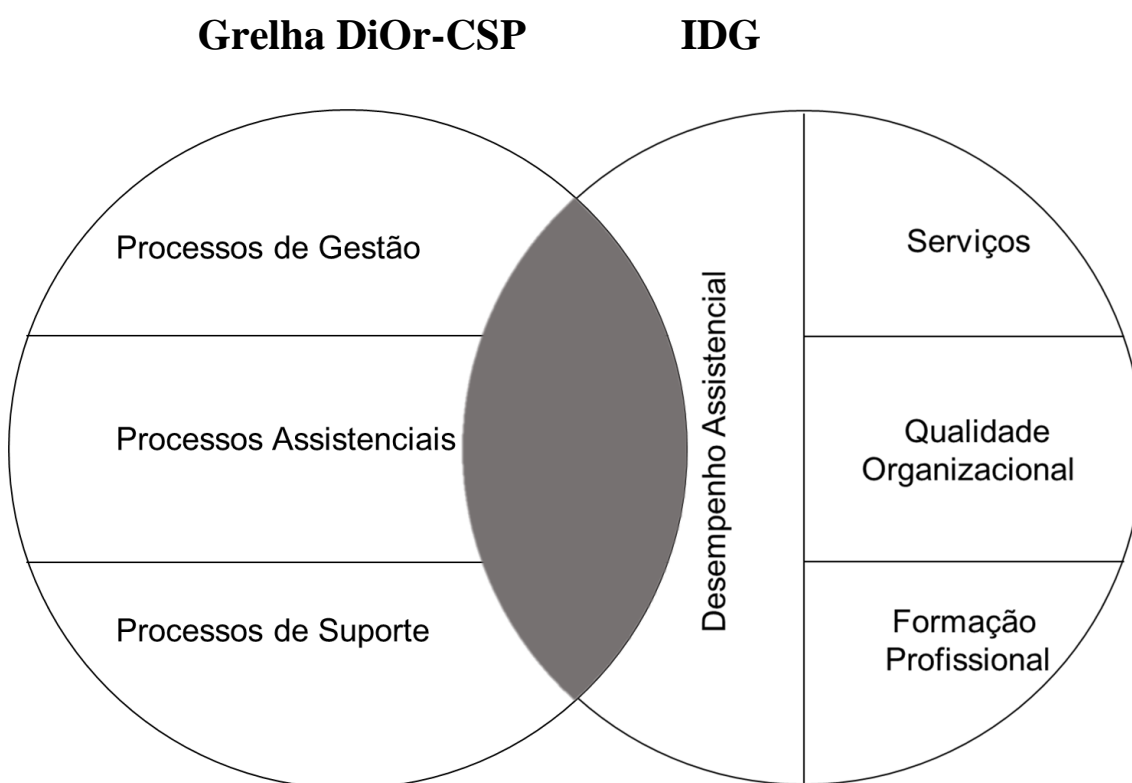 Grelha DiOr-CSP
IDG
Processos de Gestão
Processos Assistenciais
Processos de Suporte
Desempenho Assistencial
Serviços
Qualidade
Organizacional
Formação
Profissional